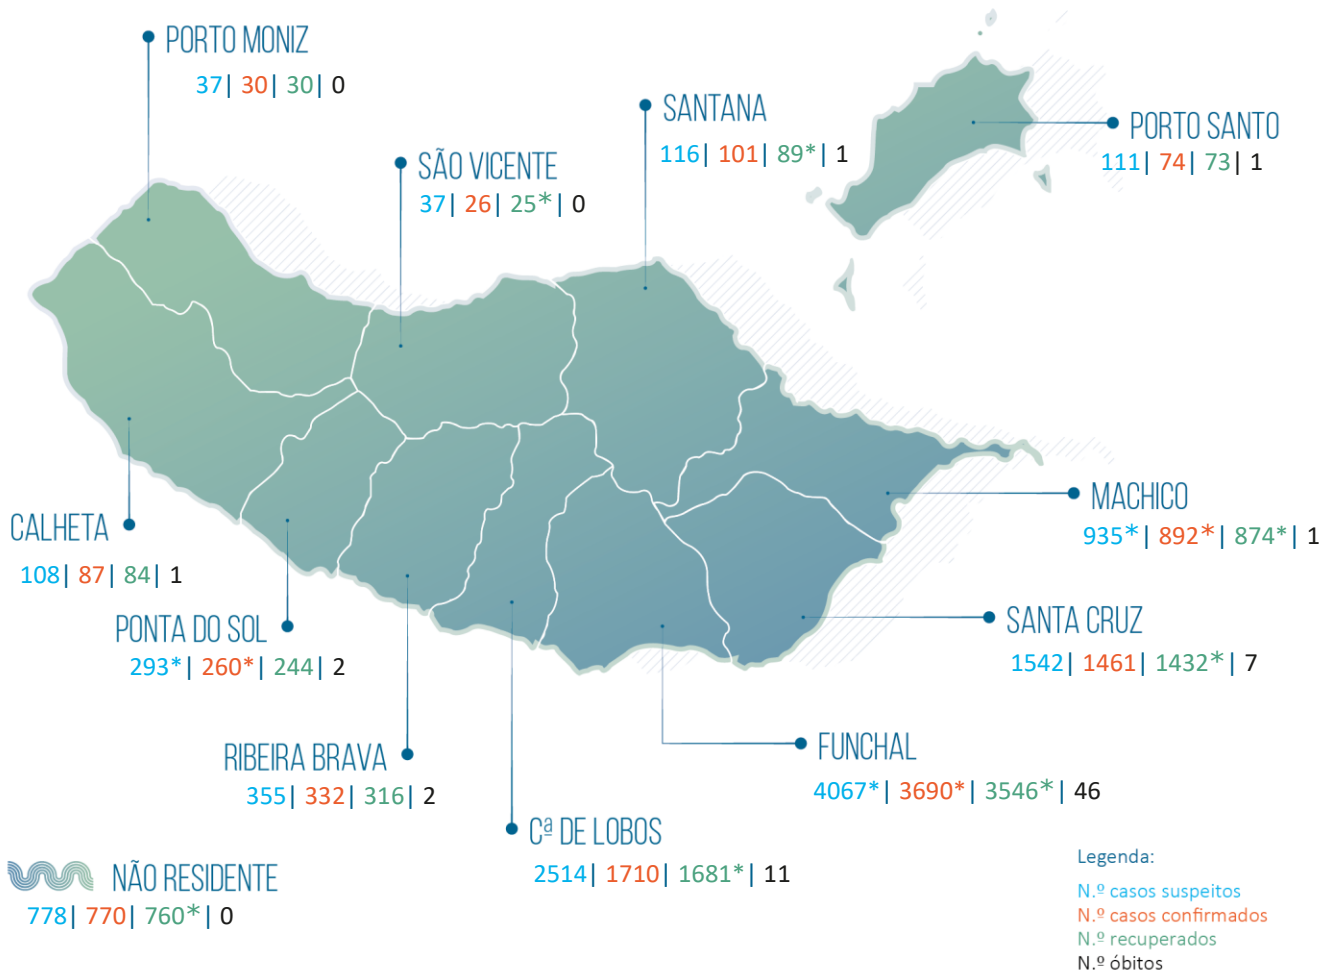 PORTO MONIZ
37| 30| 30| 0
SANTANA
116| 101| 89*| 1
PORTO SANTO
111| 74| 73| 1
SÃO VICENTE
37| 26| 25*| 0
MACHICO
935*| 892*| 874*| 1
CALHETA
108| 87| 84| 1
PONTA DO SOL
293*| 260*| 244| 2
SANTA CRUZ
1542| 1461| 1432*| 7
RIBEIRA BRAVA
355| 332| 316| 2
FUNCHAL
4067*| 3690*| 3546*| 46
Cª DE LOBOS
2514| 1710| 1681*| 11
NÃO RESIDENTE
778| 770| 760*| 0
Legenda:
N.º casos suspeitos
N.º casos confirmados
N.º recuperados
N.º óbitos